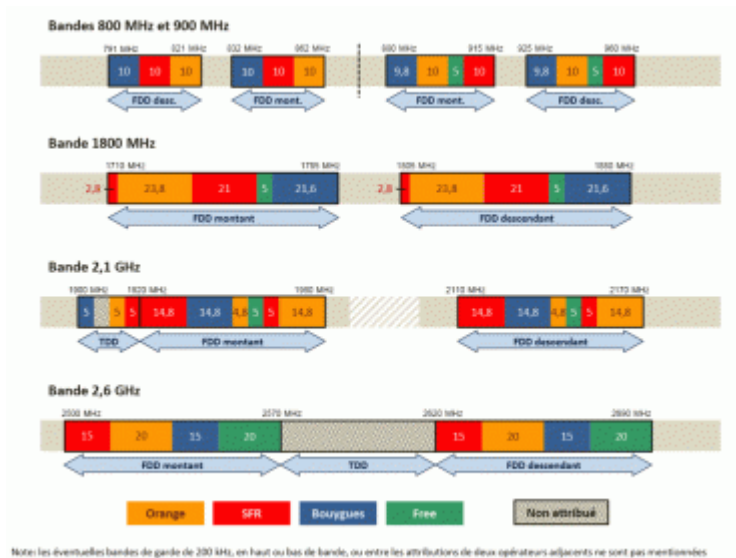 Bandes 800 MHz et 900 MHz
791 MHz 821 MHz 832 MHz 862 MHz 880 MHz 915 MHz 925 MHz 960 MHz
10 10 10 10 10 10 9,8 10 5 10 9,8 10 5 10
FDD desc. FDD mont. FDD mont. FDD desc.
Bande 1800 MHz
1710 MHz 1785 MHz 1805 MHz 1880 MHz
2,8 23,8 21 5 21,6 2,8 23,8 21 5 21,6
FDD montant FDD descendant
Bande 2,1 GHz
1900 MHz 1920 MHz 1980 MHz 2110 MHz 2170 MHz
5 5 5 14,8 14,8 4,8 5 5 14,8 14,8 14,8 4,8 5 5 14,8
TDD FDD montant FDD descendant
Bande 2,6 GHz
2500 MHz 2570 MHz 2620 MHz 2690 MHz
15 20 15 20 15 20 15 20
FDD montant TDD FDD descendant
Orange SFR Bouygues Free Non attribué
Note: les éventuelles bandes de garde de 200 kHz, en haut ou bas de bande, ou entre les attributions de deux opérateurs adjacents ne sont pas mentionnées